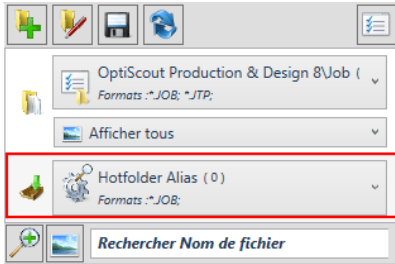 OptiScout Production & Design 8\Job (
Formats :*.JOB; *.JTP;
Afficher tous
Hotfolder Alias ( 0 )
Formats :*.JOB;
Rechercher Nom de fichier